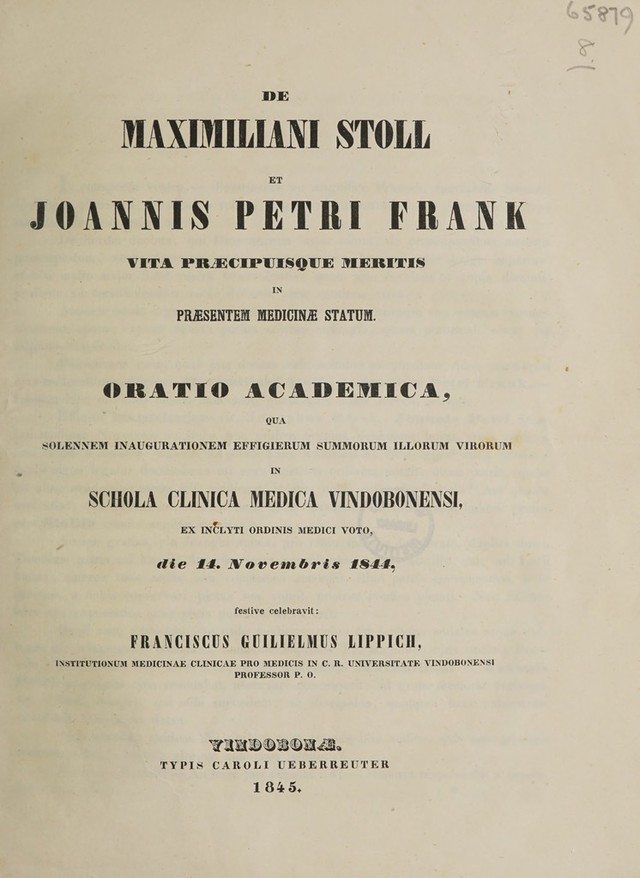 65879
8.
DE
MAXIMILIANI STOLL
ET
JOANNIS PETRI FRANK
VITA PRÆCIPUISQUE MERITIS
IN
PRÆSENTEM MEDICINÆ STATUM.
ORATIO ACADEMICA,
QUA
SOLENNEM INAUGURATIONEM EFFIGIERUM SUMMORUM ILLORUM VIRORUM
IN
SCHOLA CLINICA MEDICA VINDOBONENSI,
EX INCLYTI ORDINIS MEDICI VOTO,
die 14. Novembris 1844,
festive celebravit:
FRANCISCUS GUILIELMUS LIPPICH,
INSTITUTIONUM MEDICINAE CLINICAE PRO MEDICIS IN C. R. UNIVERSITATE VINDOBONENSI
PROFESSOR P. O.
VINDOBONÆ.
TYPIS CAROLI UEBERREUTER
1845.